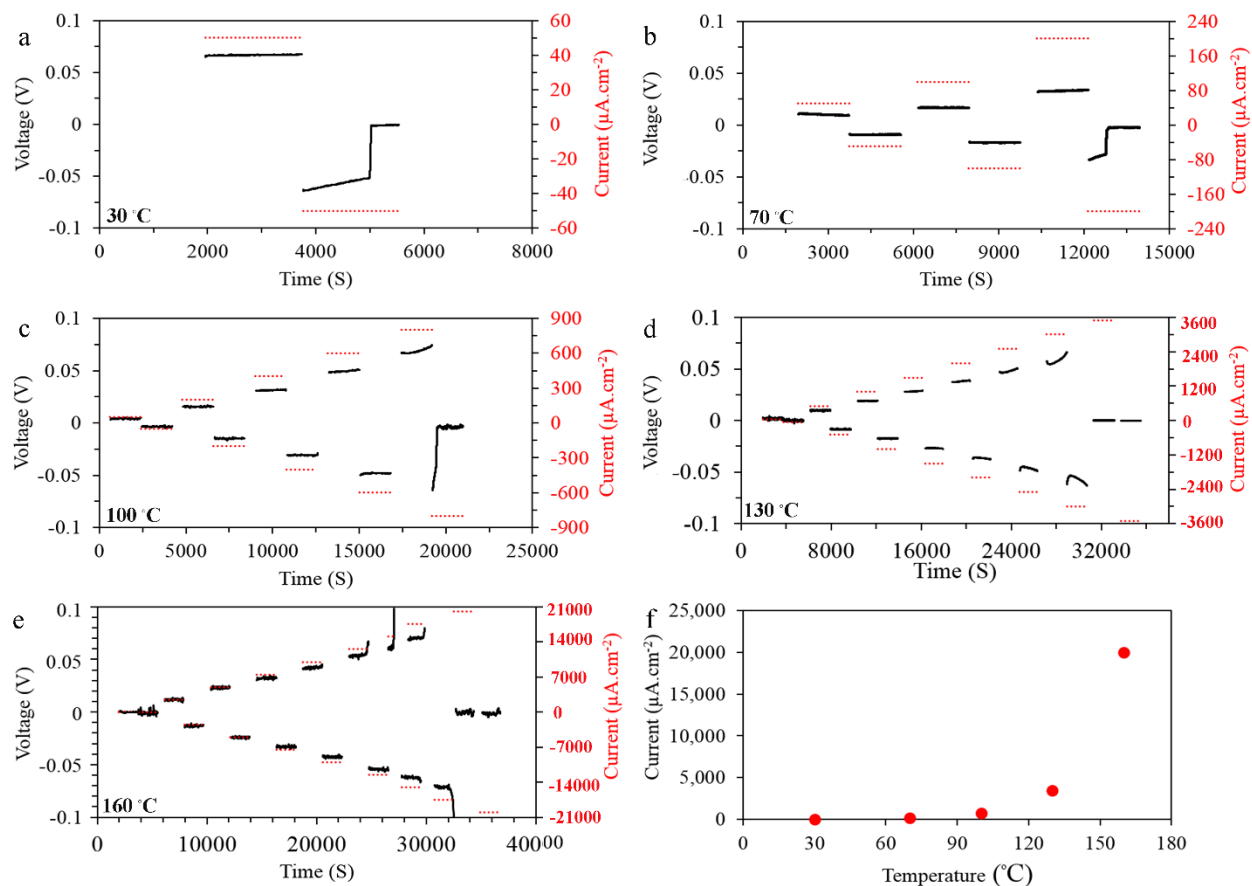 a
0.1
0.05
0
-0.05
-0.1
Voltage (V)
60
40
20
0
-20
-40
-60
Current (µA.cm⁻²)
30 °C
0 2000 4000 6000 8000
Time (S)
b
0.1
0.05
0
-0.05
-0.1
Voltage (V)
240
160
80
0
-80
-160
-240
Current (µA.cm⁻²)
70 °C
0 3000 6000 9000 12000 15000
Time (S)
c
0.1
0.05
0
-0.05
-0.1
Voltage (V)
900
600
300
0
-300
-600
-900
Current (µA.cm⁻²)
100 °C
0 5000 10000 15000 20000 25000
Time (S)
d
0.1
0.05
0
-0.05
-0.1
Voltage (V)
3600
2400
1200
0
-1200
-2400
-3600
Current (µA.cm⁻²)
130 °C
0 8000 16000 24000 32000
Time (S)
e
0.1
0.05
0
-0.05
-0.1
Voltage (V)
21000
14000
7000
0
-7000
-14000
-21000
Current (µA.cm⁻²)
160 °C
0 10000 20000 30000 40000
Time (S)
f
25,000
20,000
15,000
10,000
5,000
0
Current (µA.cm⁻²)
0 30 60 90 120 150 180
Temperature (°C)